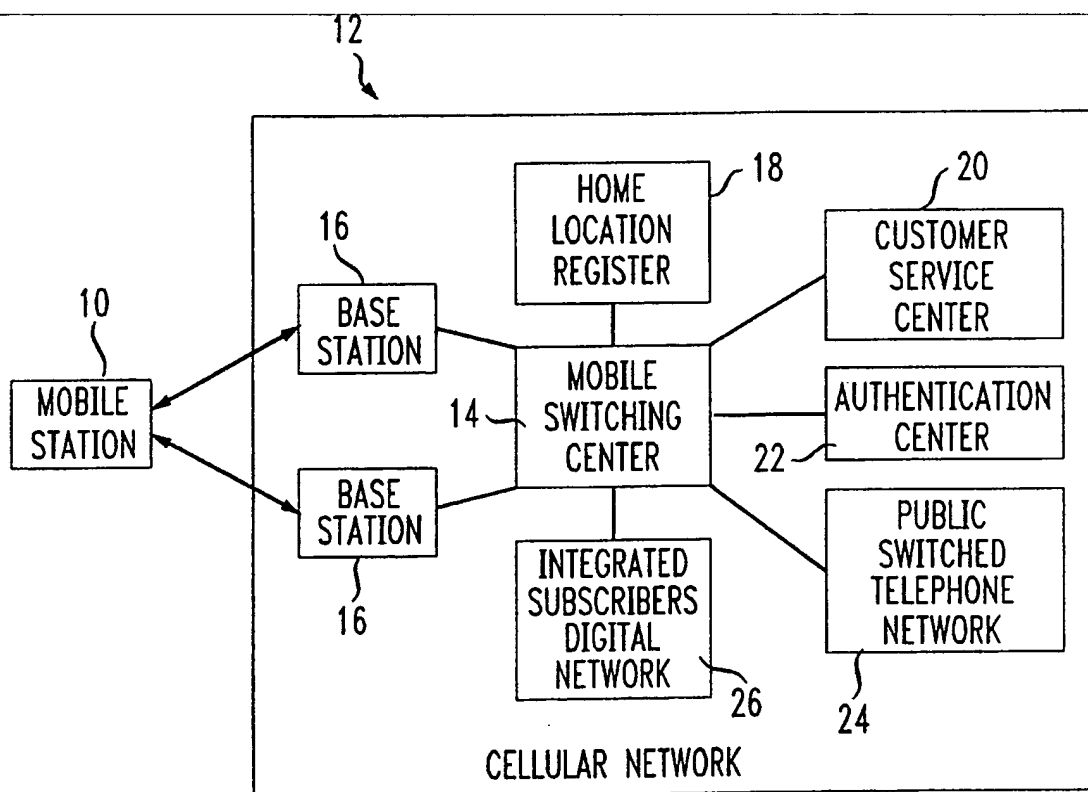 12
HOME
LOCATION
REGISTER
18
20
CUSTOMER
SERVICE
CENTER
16
BASE
STATION
10
MOBILE
STATION
14
MOBILE
SWITCHING
CENTER
AUTHENTICATION
CENTER
22
BASE
STATION
16
INTEGRATED
SUBSCRIBERS
DIGITAL
NETWORK
26
PUBLIC
SWITCHED
TELEPHONE
NETWORK
24
CELLULAR NETWORK